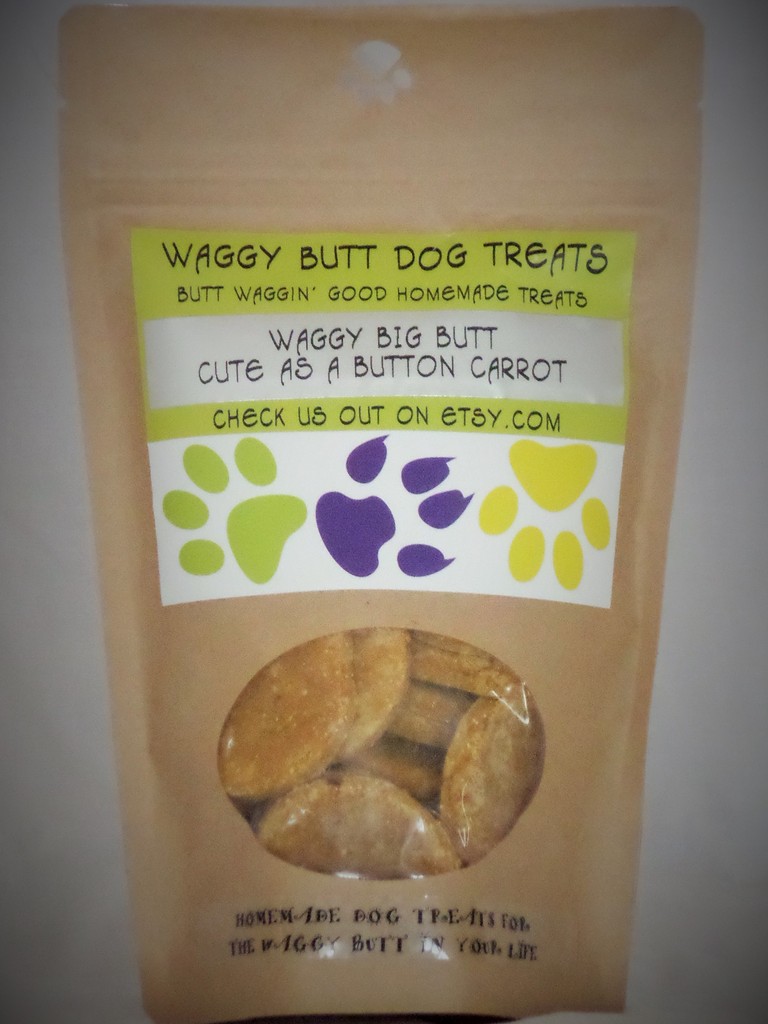 WAGGY BUTT DOG TREATS
BUTT WAGGIN' GOOD HOMEMADE TREATS
WAGGY BIG BUTT
CUTE AS A BUTTON CARROT
CHECK US OUT ON ETSY.COM
HOMEMADE DOG TREATS FOR
THE WAGGY BUTT IN YOUR LIFE